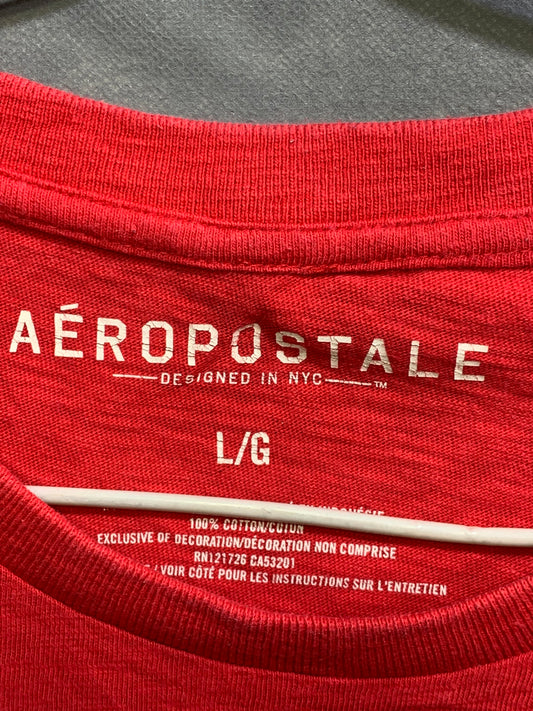 AÉROPOSTALE
DESIGNED IN NYC ™
L/G
100% COTTON/COTON
EXCLUSIVE OF DECORATION/DÉCORATION NON COMPRISE
RN121726 CA53201
/VOIR CÔTÉ POUR LES INSTRUCTIONS SUR L'ENTRETIEN